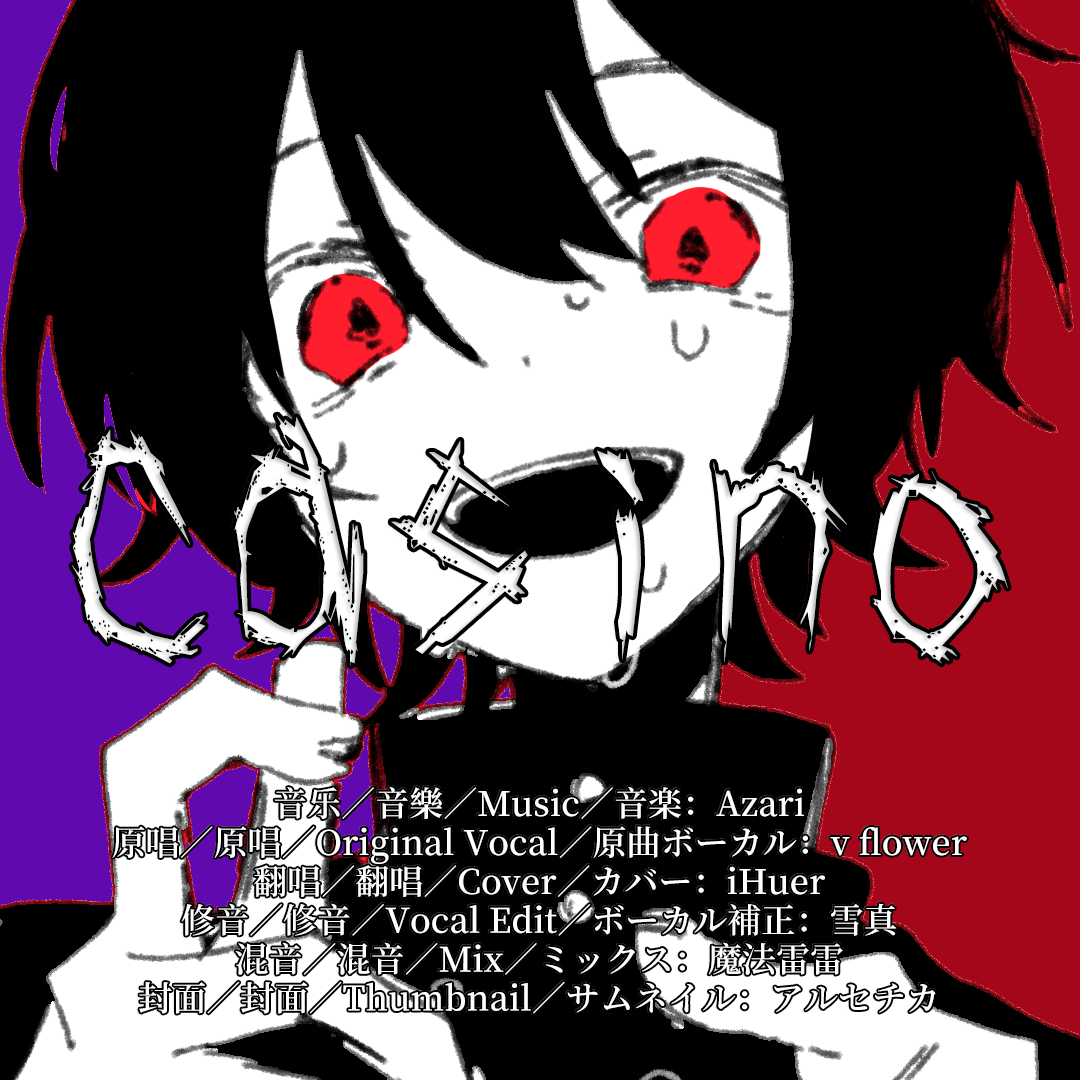 casino
音乐／音樂／Music／音楽：Azari
原唱／原唱／Original Vocal／原曲ボーカル：v flower
翻唱／翻唱／Cover／カバー：iHuer
修音／修音／Vocal Edit／ボーカル補正：雪真
混音／混音／Mix／ミックス：魔法雷雷
封面／封面／Thumbnail／サムネイル：アルセチカ